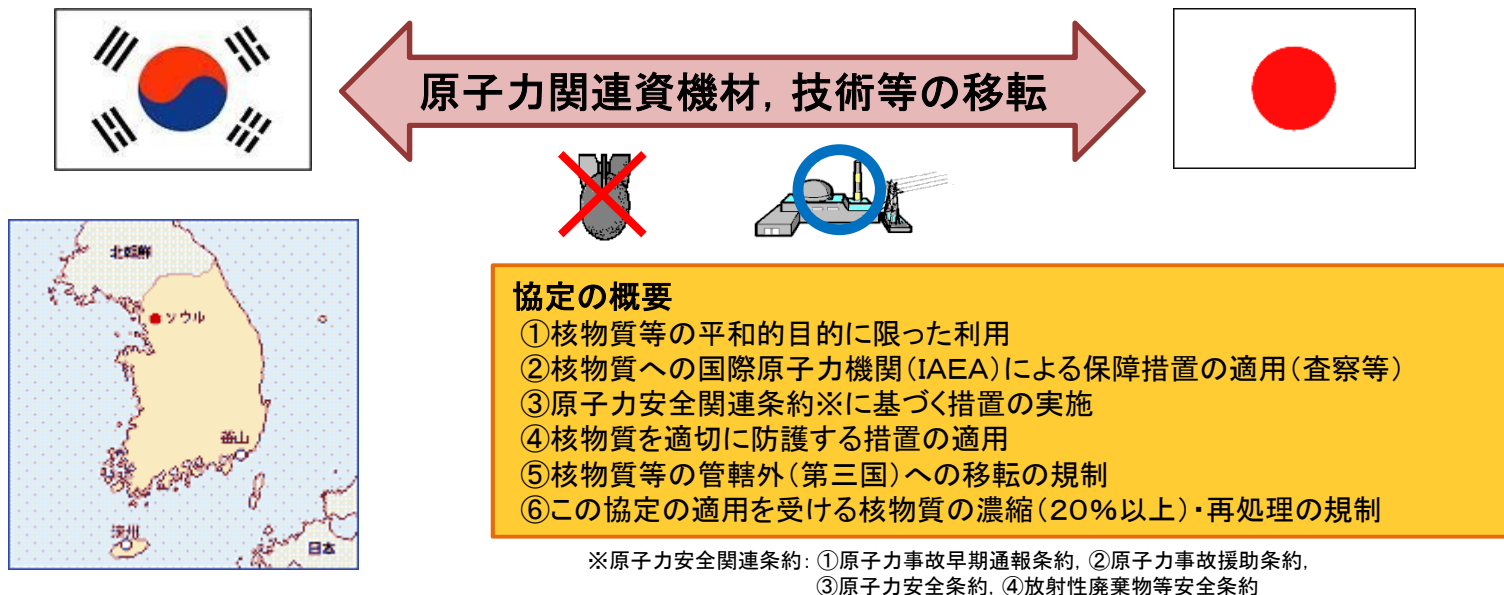 原子力関連資機材，技術等の移転
北朝鮮
ソウル
釜山
済州
日本
協定の概要
①核物質等の平和的目的に限った利用
②核物質への国際原子力機関（IAEA）による保障措置の適用（査察等）
③原子力安全関連条約※に基づく措置の実施
④核物質を適切に防護する措置の適用
⑤核物質等の管轄外（第三国）への移転の規制
⑥この協定の適用を受ける核物質の濃縮（20％以上）・再処理の規制
※原子力安全関連条約：①原子力事故早期通報条約，②原子力事故援助条約，
③原子力安全条約，④放射性廃棄物等安全条約